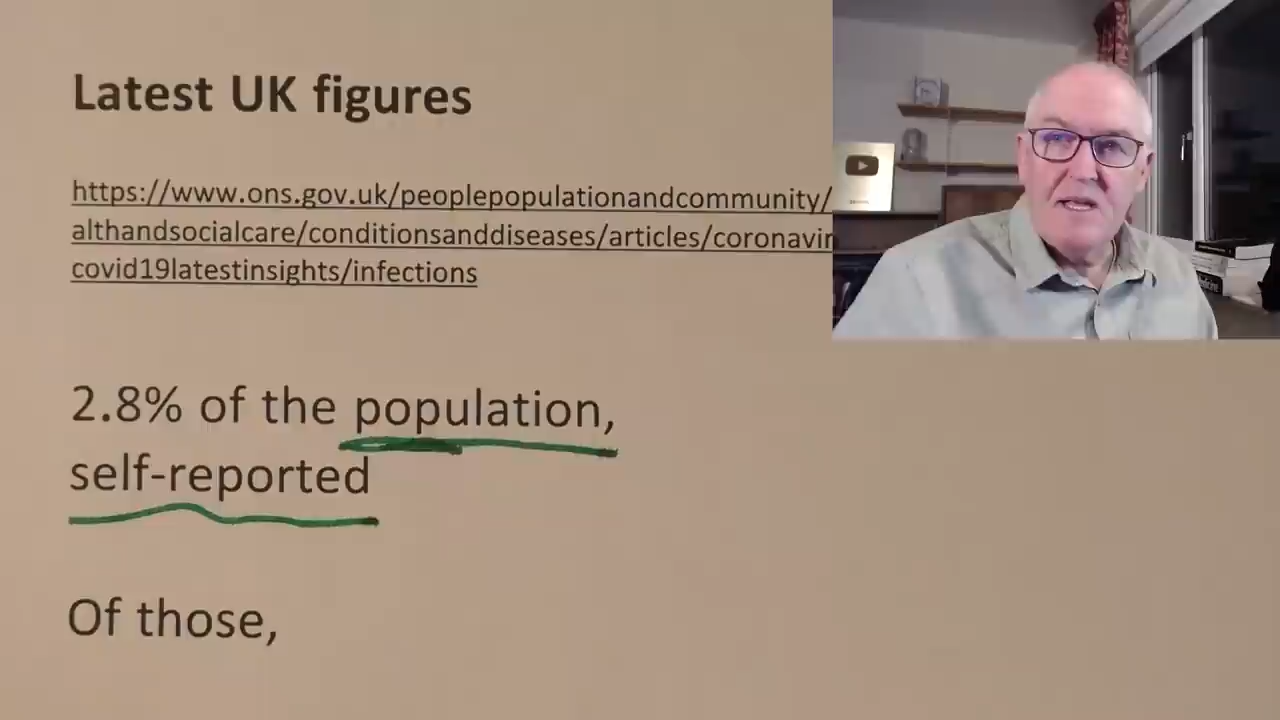 Latest UK figures
https://www.ons.gov.uk/peoplepopulationandcommunity/
althandsocialcare/conditionsanddiseases/articles/coronavir
covid19latestinsights/infections
2.8% of the population,
self-reported
Of those,